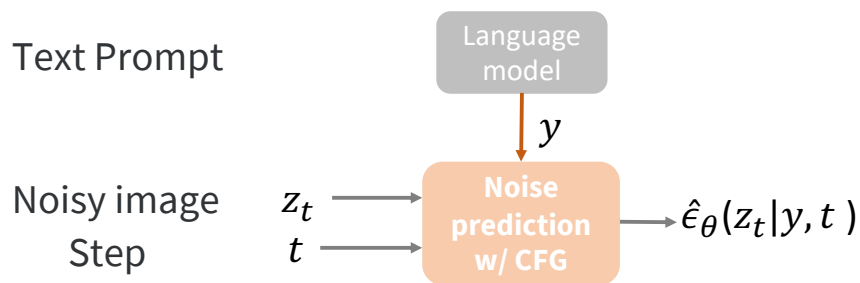 Text Prompt
Language
model
y
Noisy image
Step
z_t
t
Noise
prediction
w/ CFG
ϵ̂_θ(z_t|y, t )